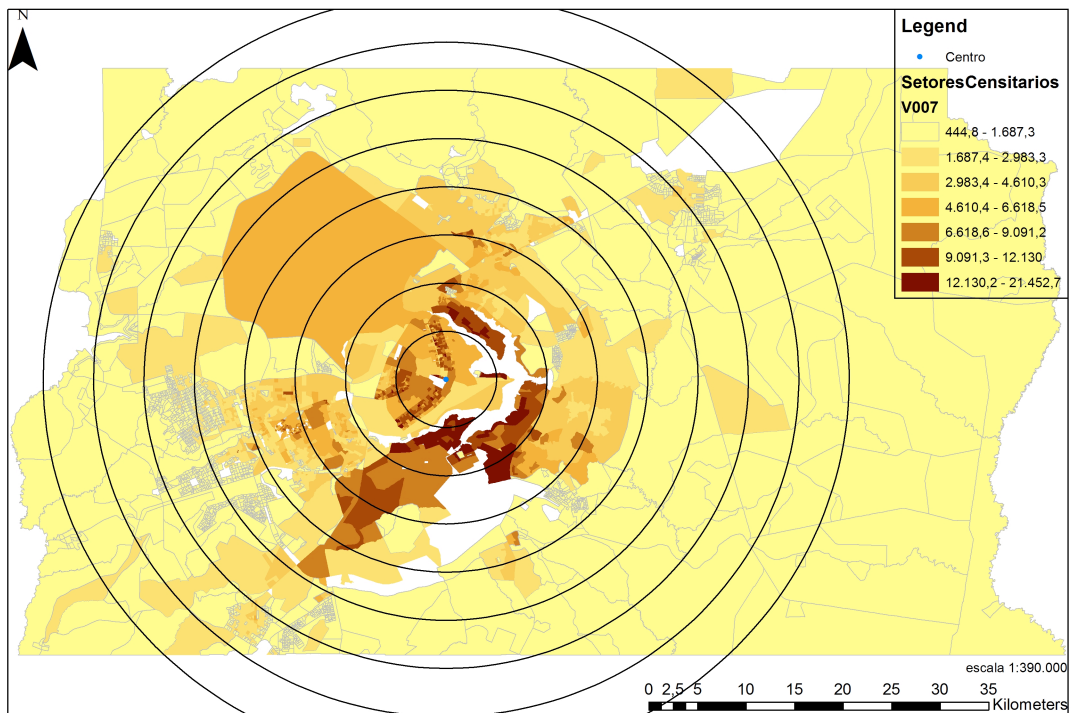 N
Legend
Centro
SetoresCensitarios
V007
444,8 - 1.687,3
1.687,4 - 2.983,3
2.983,4 - 4.610,3
4.610,4 - 6.618,5
6.618,6 - 9.091,2
9.091,3 - 12.130
12.130,2 - 21.452,7
escala 1:390.000
0 2,5 5 10 15 20 25 30 35
Kilometers